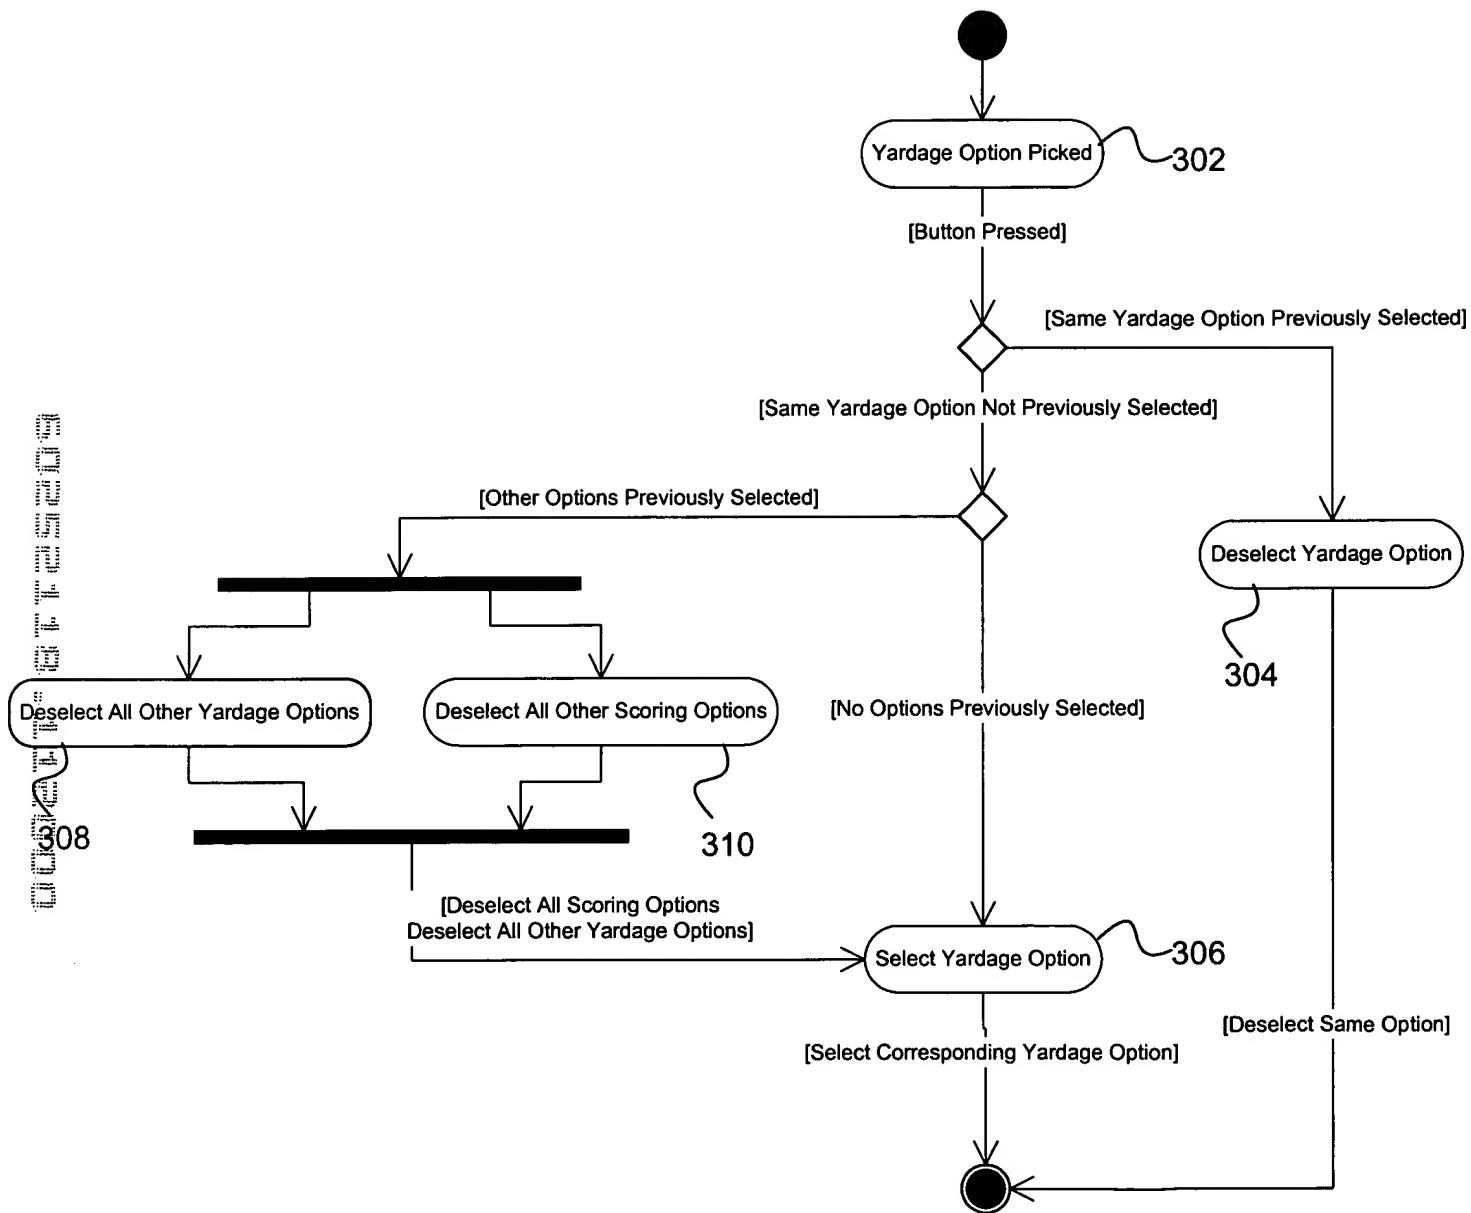 Yardage Option Picked
302
[Button Pressed]
[Same Yardage Option Previously Selected]
[Same Yardage Option Not Previously Selected]
[Other Options Previously Selected]
Deselect Yardage Option
304
Deselect All Other Yardage Options
Deselect All Other Scoring Options
[No Options Previously Selected]
308
310
[Deselect All Scoring Options
Deselect All Other Yardage Options]
Select Yardage Option
306
[Deselect Same Option]
[Select Corresponding Yardage Option]